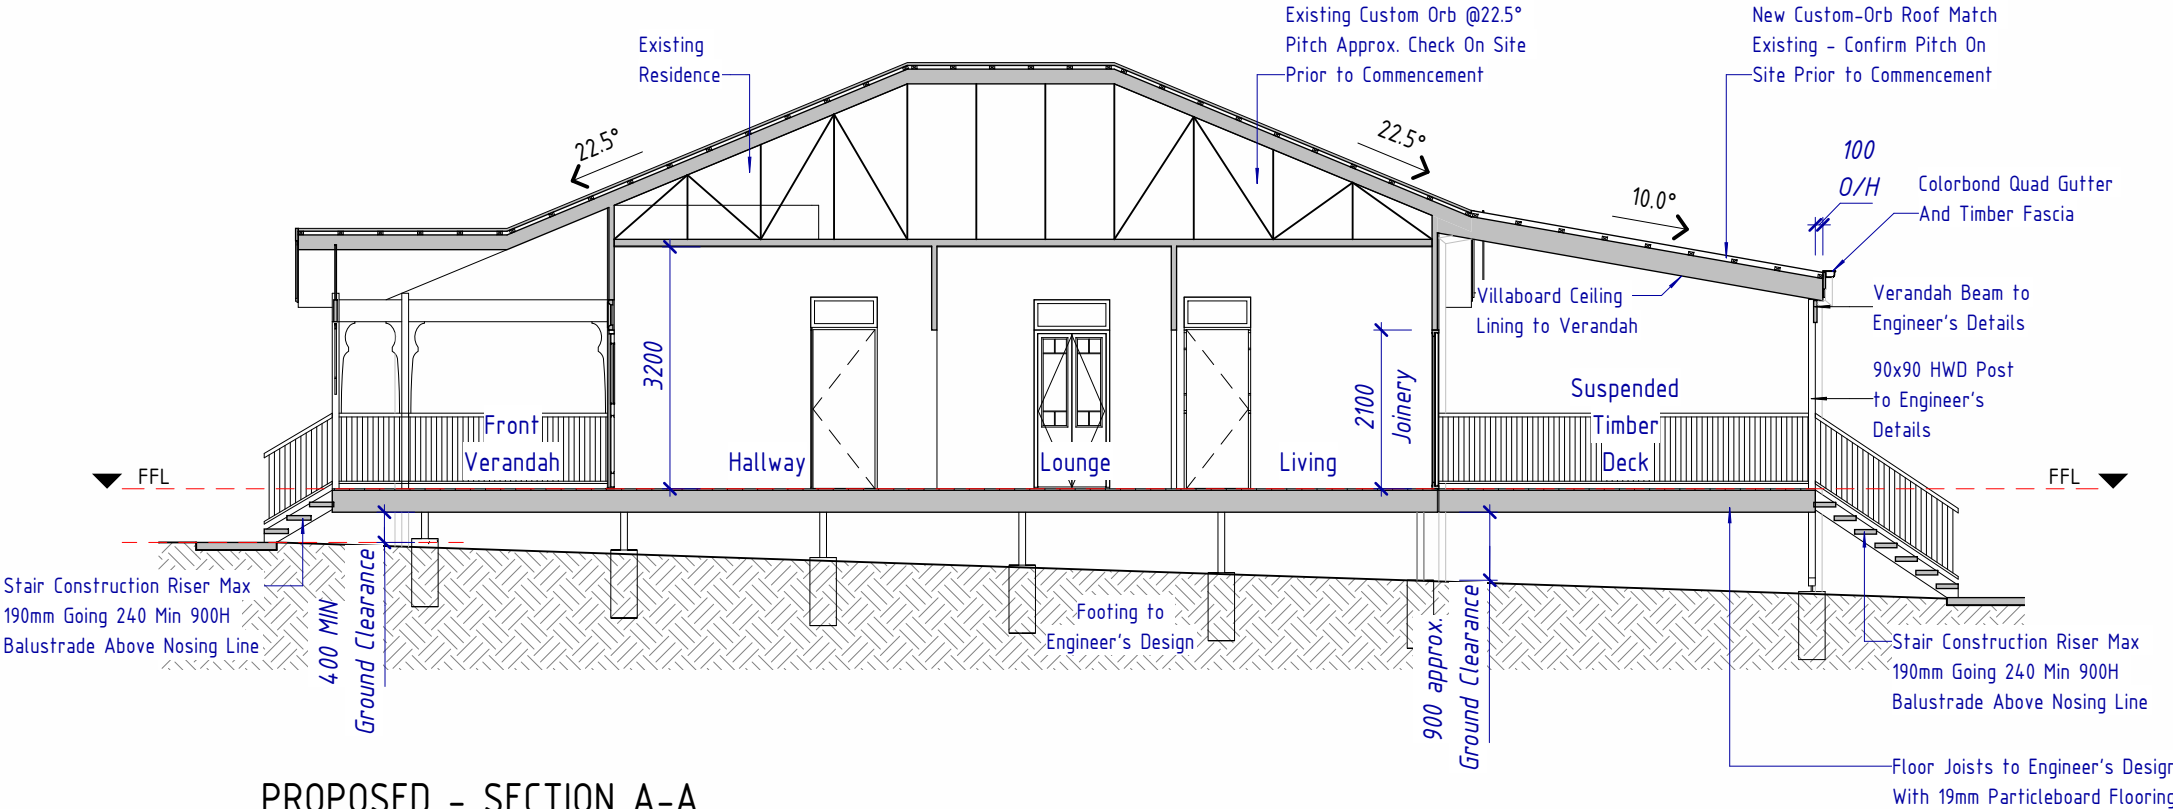 Existing Custom Orb @22.5°
Pitch Approx. Check On Site
Prior to Commencement
New Custom-Orb Roof Match
Existing - Confirm Pitch On
Site Prior to Commencement
Existing
Residence
22.5°
22.5°
10.0°
100
O/H
Colorbond Quad Gutter
And Timber Fascia
Villaboard Ceiling
Lining to Verandah
Verandah Beam to
Engineer's Details
90x90 HWD Post
to Engineer's
Details
3200
2100
Joinery
Suspended
Timber
Deck
Front
Verandah
Hallway
Lounge
Living
FFL
FFL
Stair Construction Riser Max
190mm Going 240 Min 900H
Balustrade Above Nosing Line
400 MIN
Ground Clearance
Footing to
Engineer's Design
900 approx.
Ground Clearance
Stair Construction Riser Max
190mm Going 240 Min 900H
Balustrade Above Nosing Line
Floor Joists to Engineer's Design
With 19mm Particleboard Flooring
PROPOSED - SECTION A-A